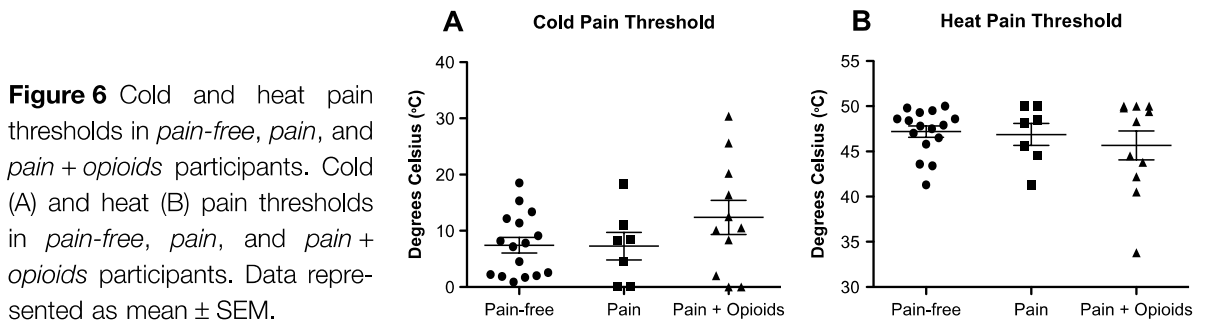 Figure 6 Cold and heat pain
thresholds in pain-free, pain, and
pain + opioids participants. Cold
(A) and heat (B) pain thresholds
in pain-free, pain, and pain +
opioids participants. Data repre-
sented as mean ± SEM.
A
Cold Pain Threshold
Degrees Celsius (°C)
40
30
20
10
0
Pain-free Pain Pain + Opioids
B
Heat Pain Threshold
Degrees Celsius (°C)
55
50
45
40
35
30
Pain-free Pain Pain + Opioids